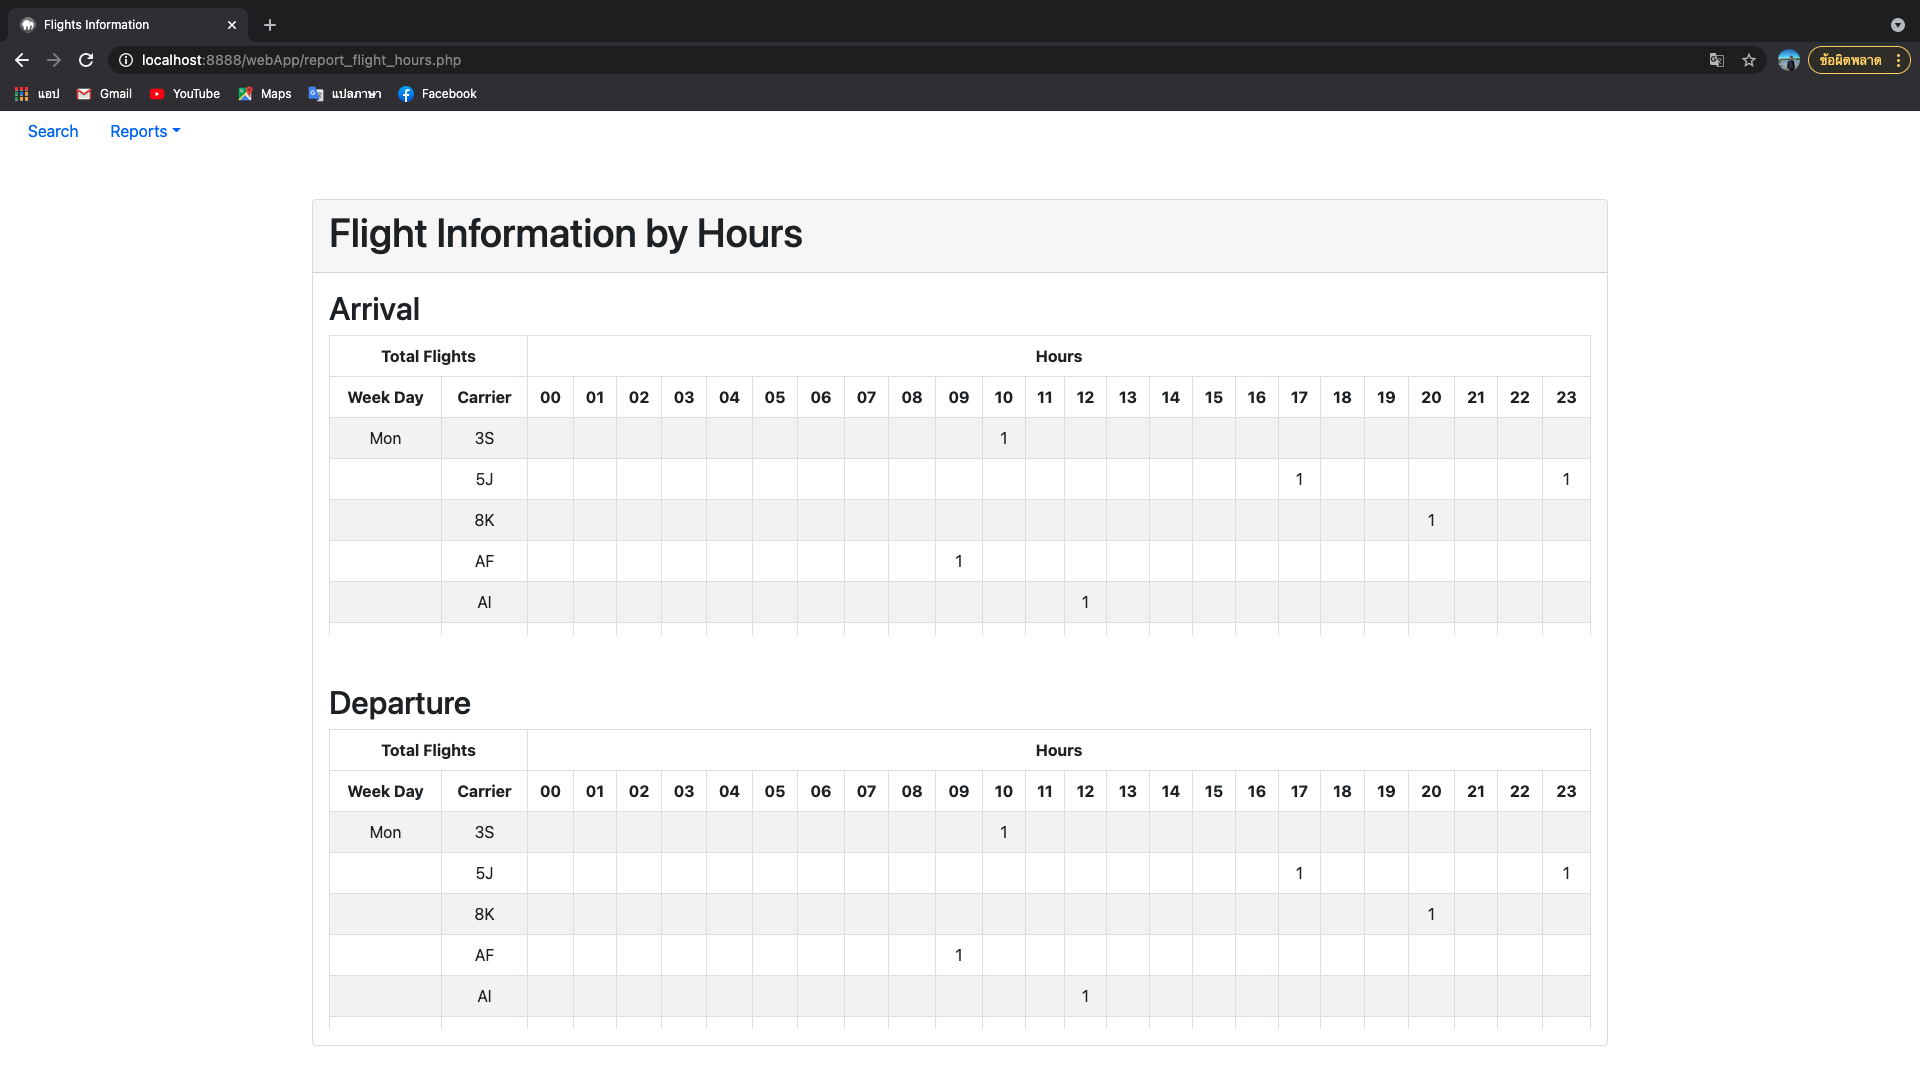 Flights Information
localhost:8888/webApp/report_flight_hours.php
ข้อผิดพลาด
แอป Gmail YouTube Maps แปลภาษา Facebook
Search Reports
Flight Information by Hours
Arrival
Total Flights Hours
Week Day Carrier 00 01 02 03 04 05 06 07 08 09 10 11 12 13 14 15 16 17 18 19 20 21 22 23
Mon 3S 1
5J 1 1
8K 1
AF 1
AI 1
Departure
Total Flights Hours
Week Day Carrier 00 01 02 03 04 05 06 07 08 09 10 11 12 13 14 15 16 17 18 19 20 21 22 23
Mon 3S 1
5J 1 1
8K 1
AF 1
AI 1